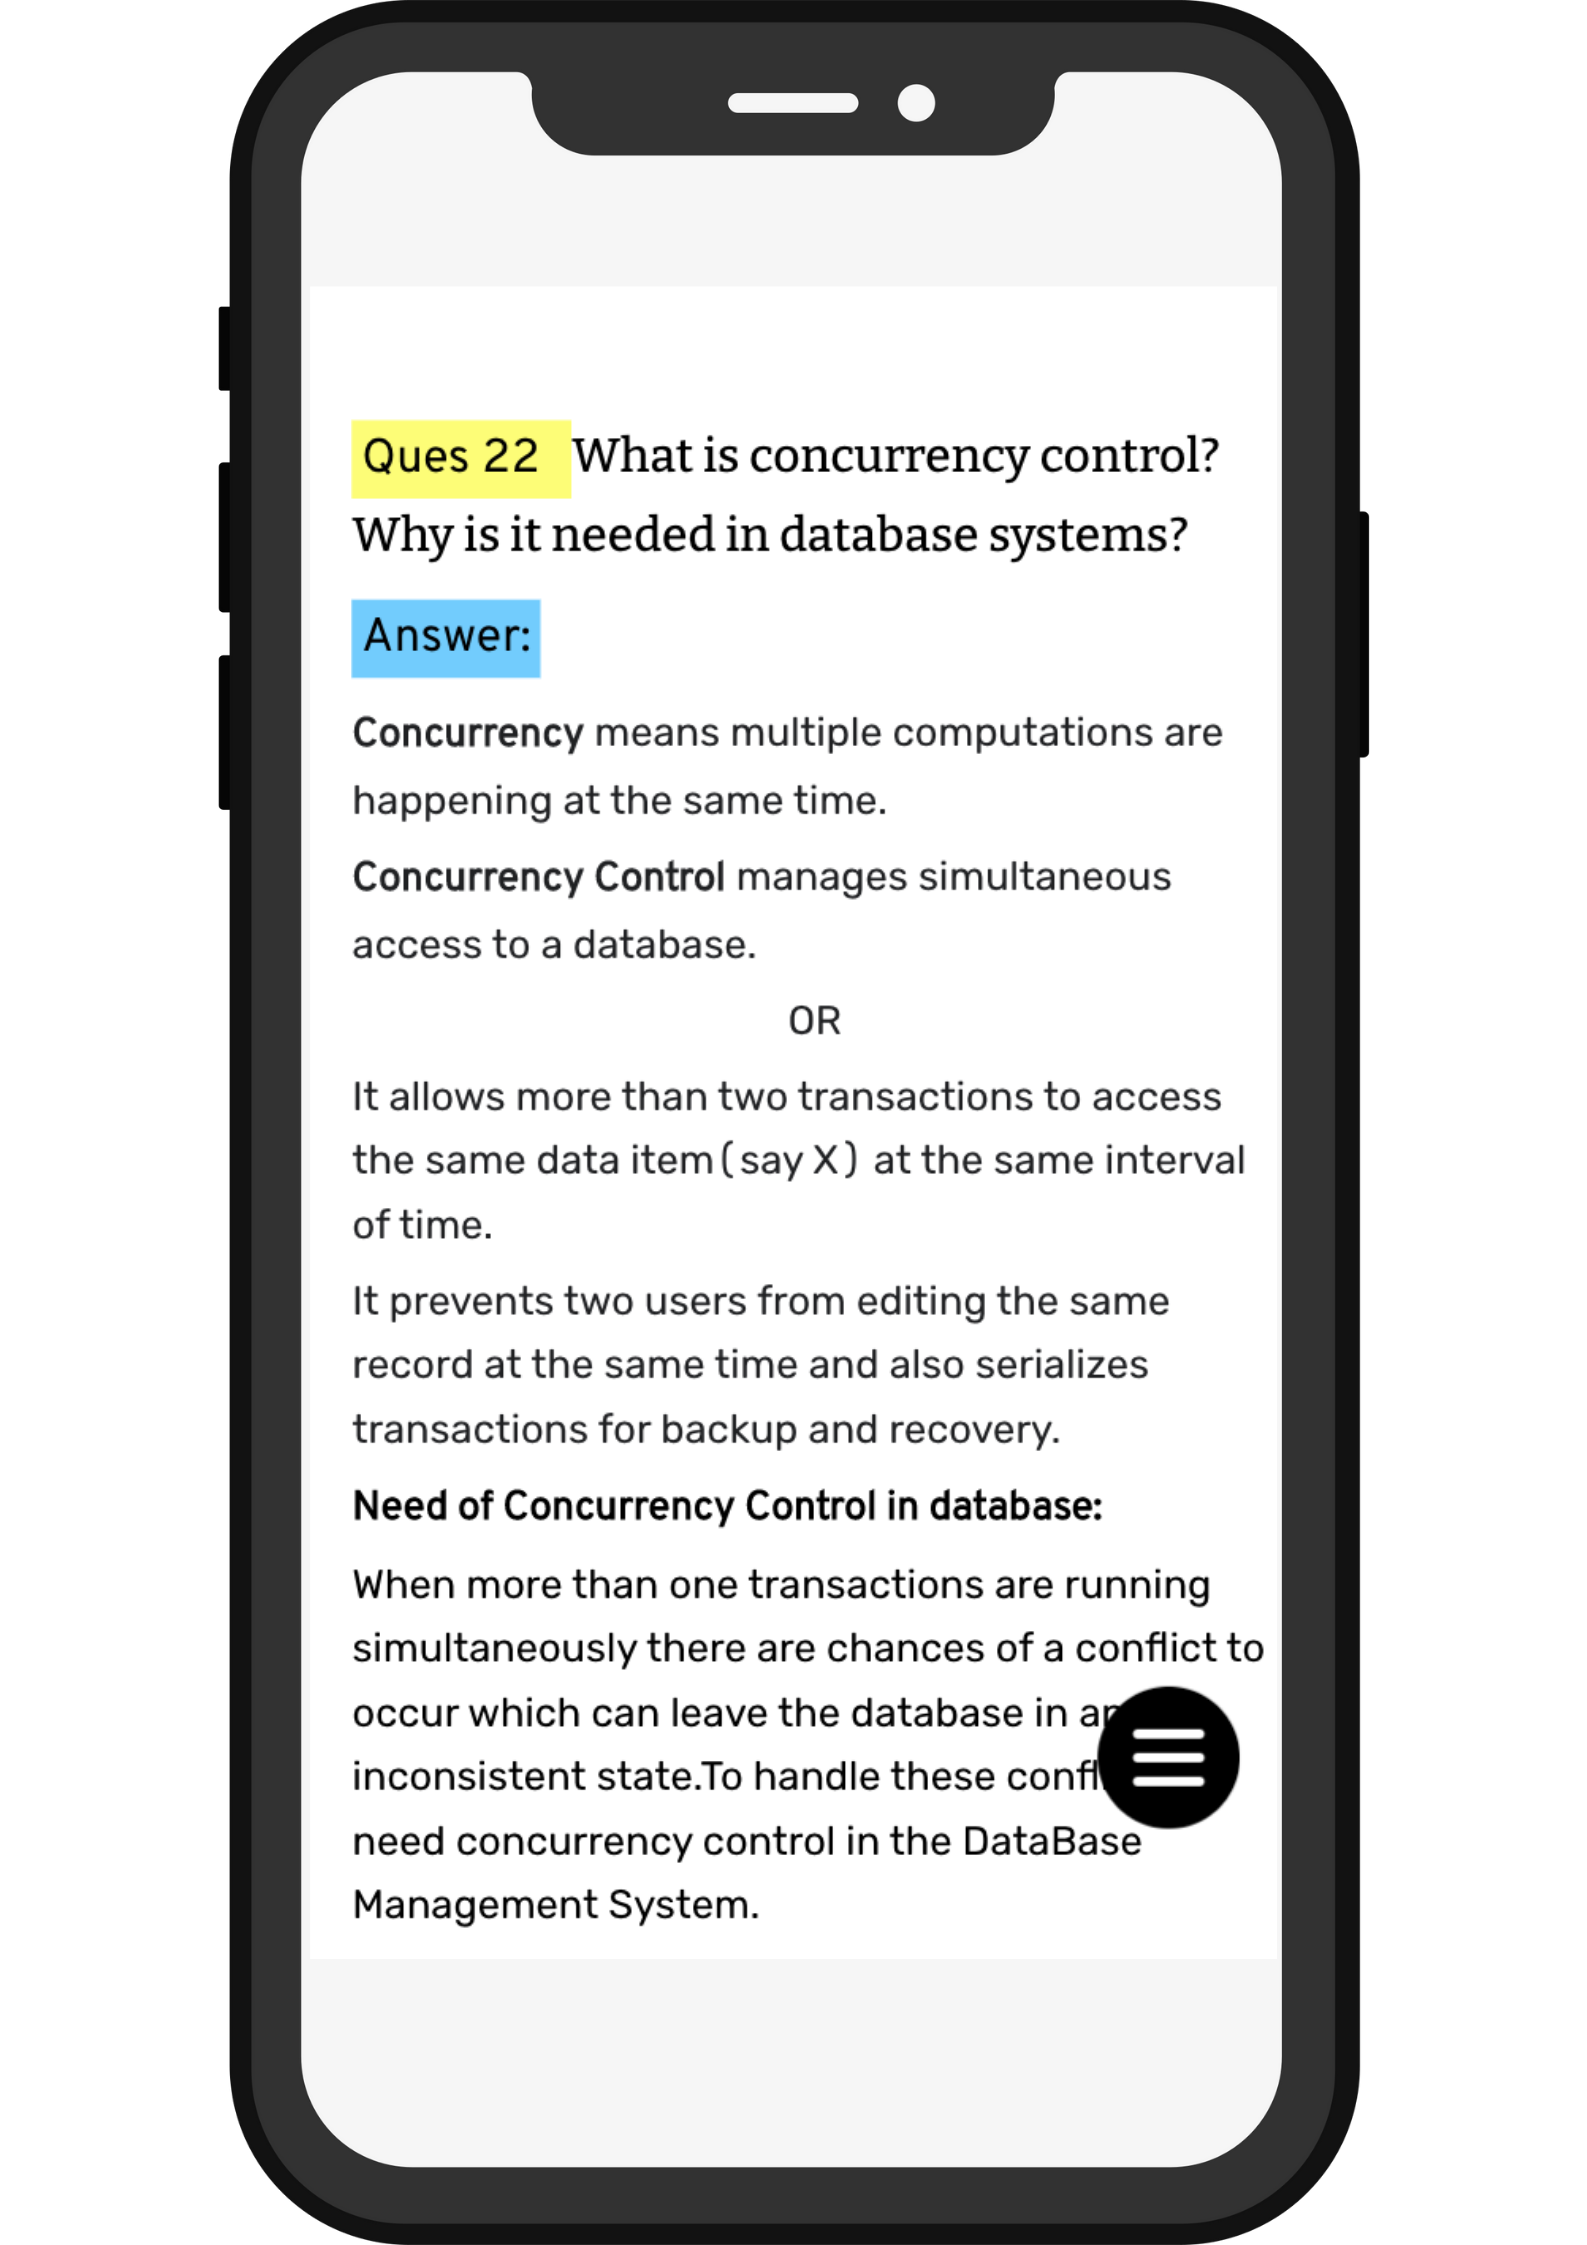 Ques 22 What is concurrency control?
Why is it needed in database systems?
Answer:
Concurrency means multiple computations are
happening at the same time.
Concurrency Control manages simultaneous
access to a database.
OR
It allows more than two transactions to access
the same data item(say X) at the same interval
of time.
It prevents two users from editing the same
record at the same time and also serializes
transactions for backup and recovery.
Need of Concurrency Control in database:
When more than one transactions are running
simultaneously there are chances of a conflict to
occur which can leave the database in
inconsistent state.To handle these
need concurrency control in the DataBase
Management System.